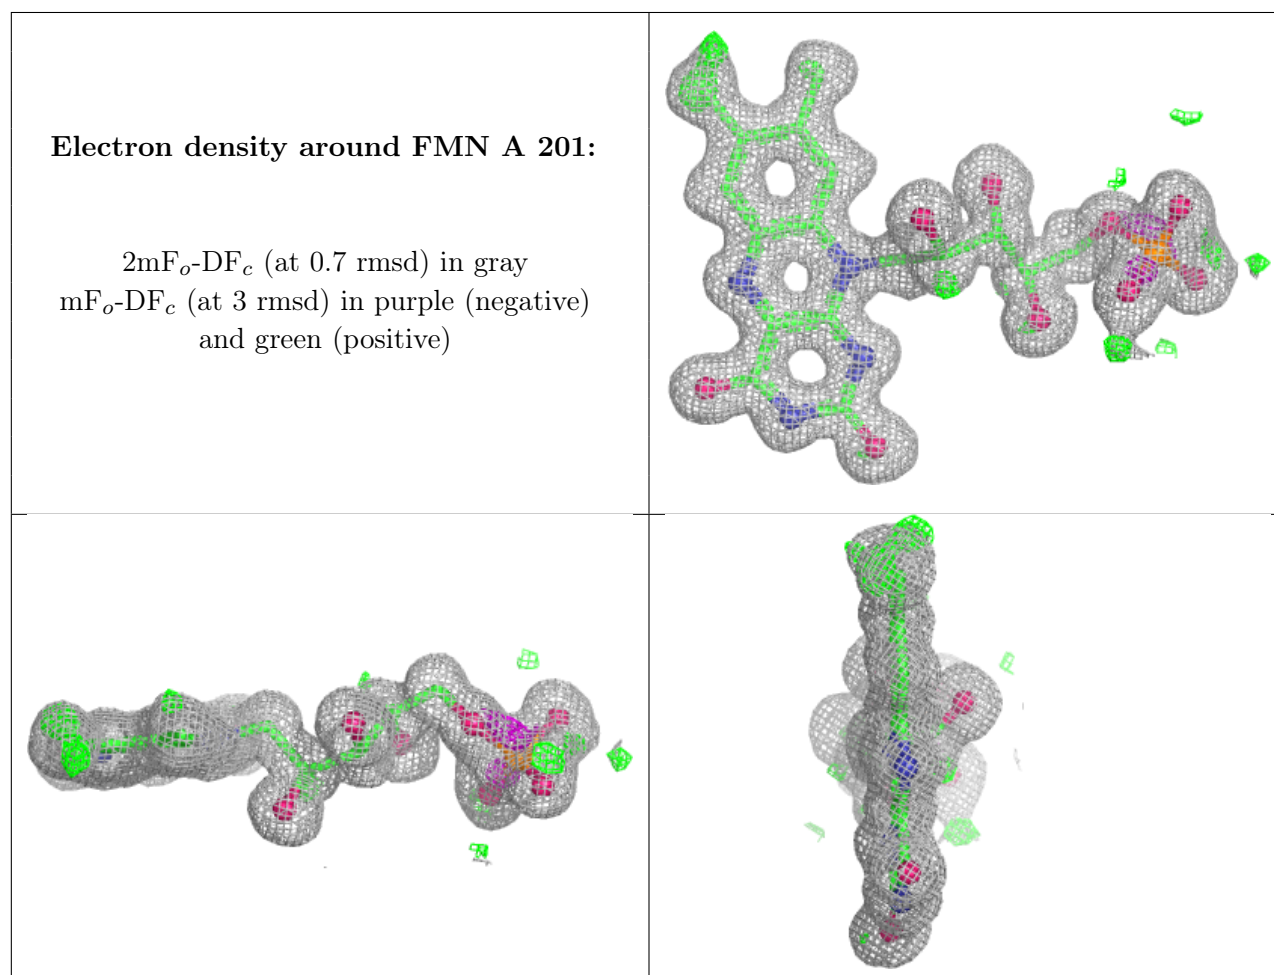 Electron density around FMN A 201:
2mFo-DFc (at 0.7 rmsd) in gray
mFo-DFc (at 3 rmsd) in purple (negative)
and green (positive)